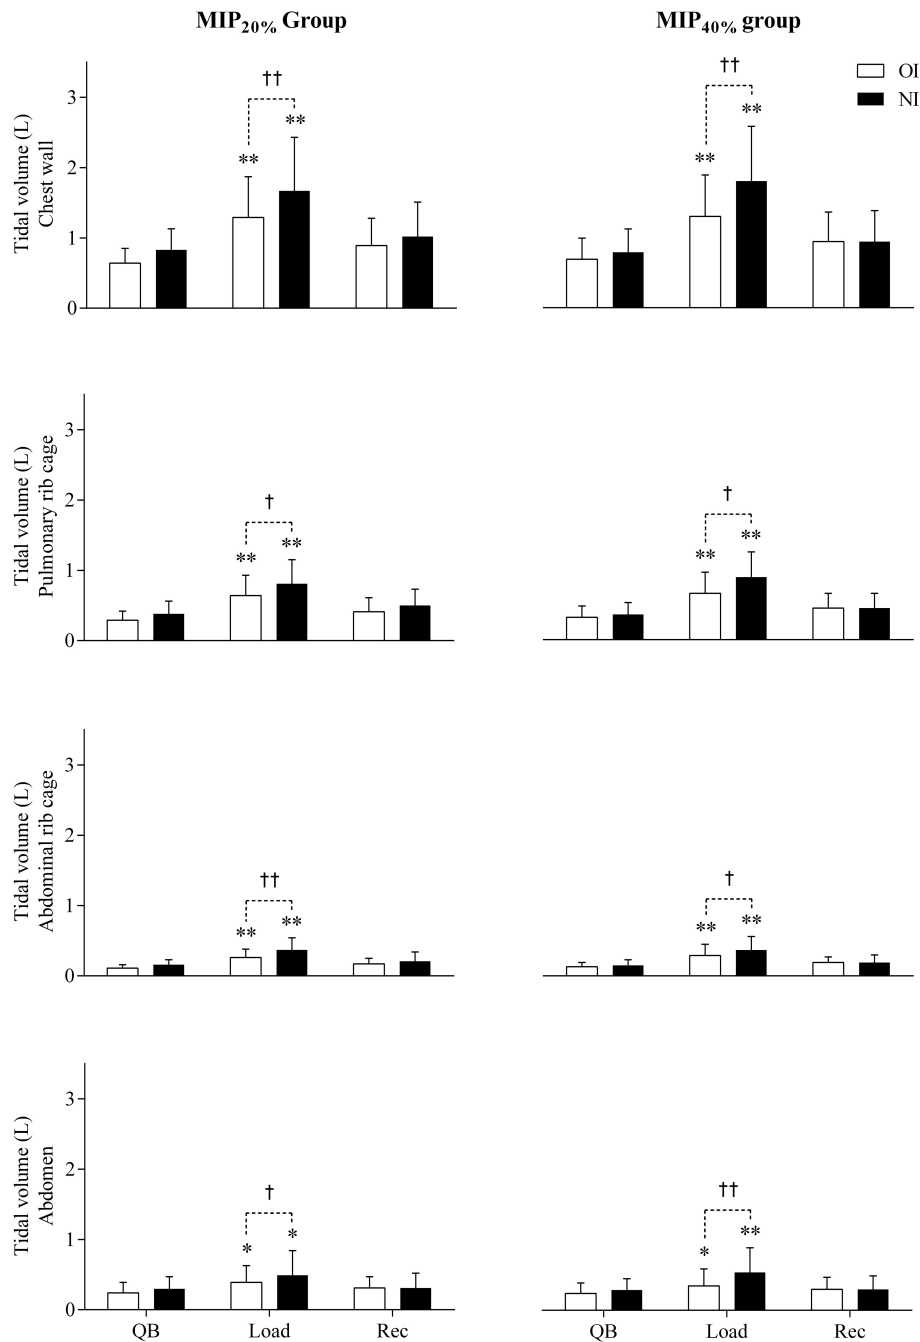 MIP20% Group
MIP40% group
OI
NI
Tidal volume (L)
Chest wall
3
2
1
0
††
**
**
††
**
**
Tidal volume (L)
Pulmonary rib cage
3
2
1
0
†
**
**
†
**
**
Tidal volume (L)
Abdominal rib cage
3
2
1
0
††
**
**
†
**
**
Tidal volume (L)
Abdomen
3
2
1
0
†
*
*
††
*
**
QB Load Rec
QB Load Rec